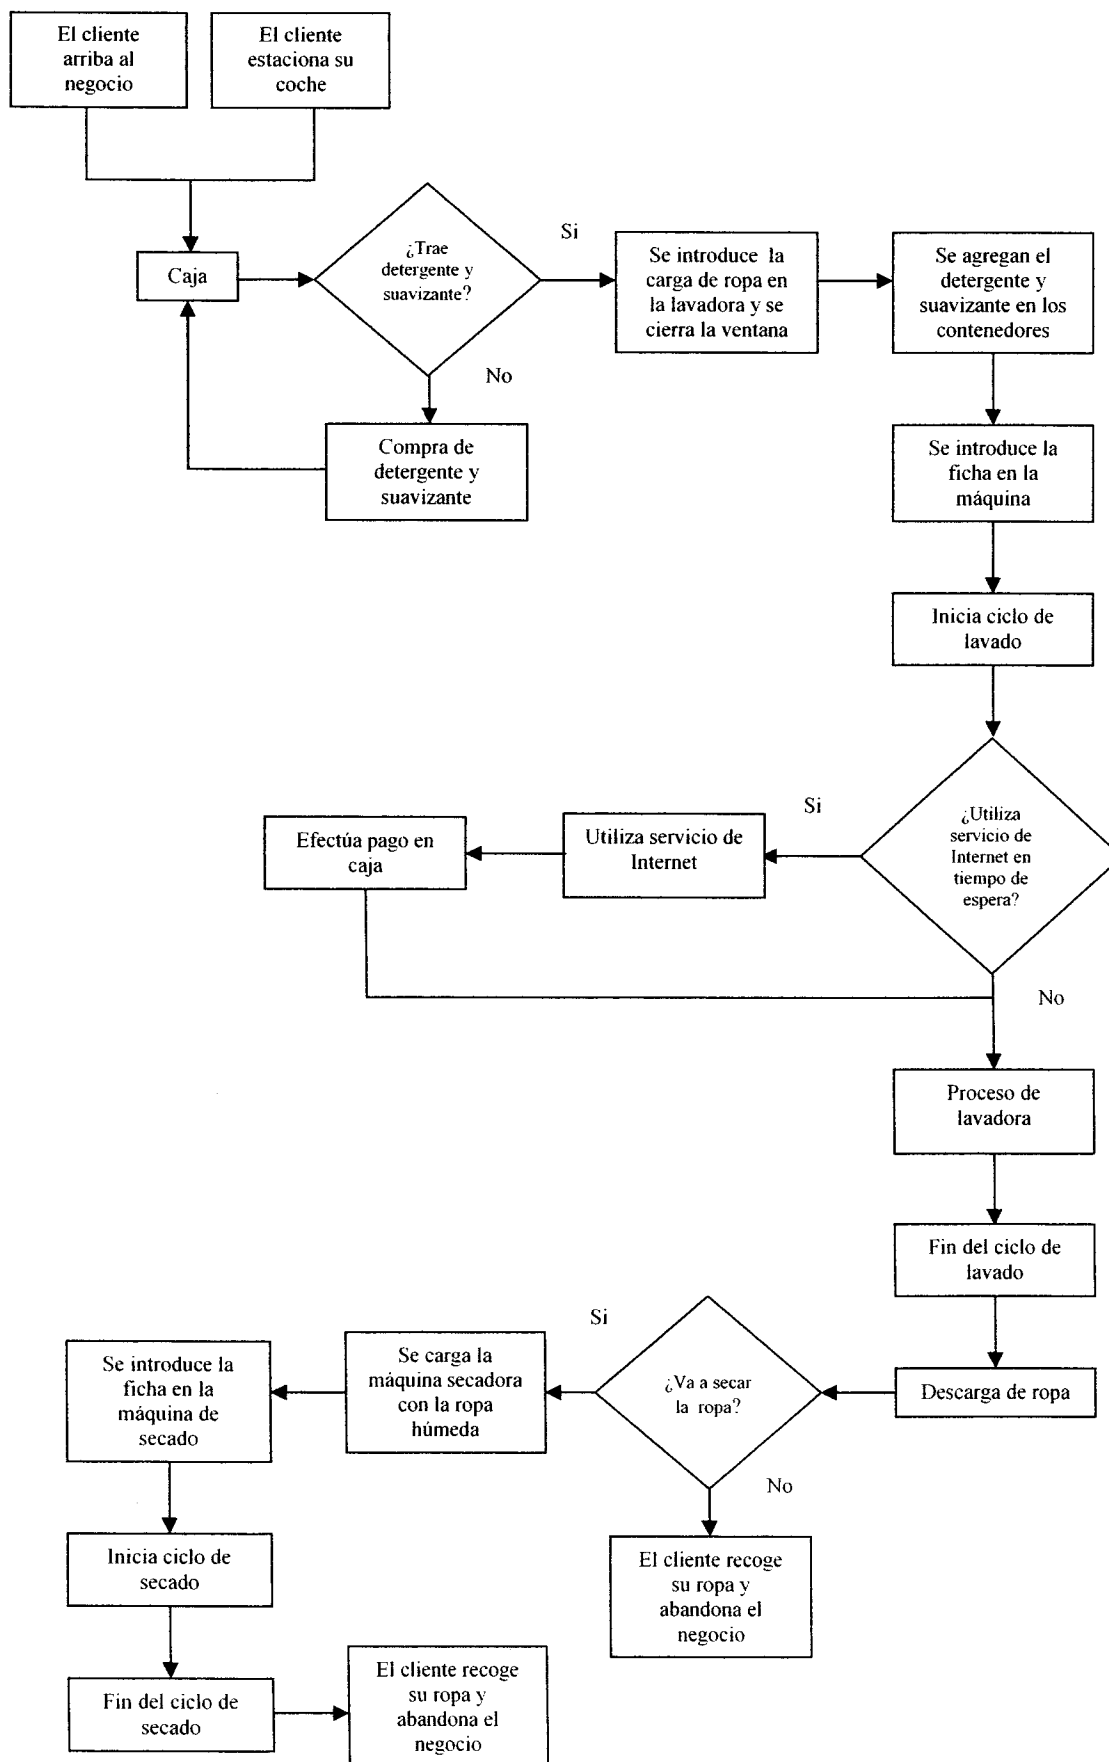 El cliente
arriba al
negocio
El cliente
estaciona su
coche
Caja
¿Trae
detergente y
suavizante?
Si
No
Compra de
detergente y
suavizante
Se introduce la
carga de ropa en
la lavadora y se
cierra la ventana
Se agregan el
detergente y
suavizante en los
contenedores
Se introduce la
ficha en la
máquina
Inicia ciclo de
lavado
¿Utiliza
servicio de
Internet en
tiempo de
espera?
Si
Utiliza servicio de
Internet
Efectúa pago en
caja
No
Proceso de
lavadora
Fin del ciclo de
lavado
Descarga de ropa
¿Va a secar
la ropa?
Si
Se carga la
máquina secadora
con la ropa
húmeda
Se introduce la
ficha en la
máquina de
secado
No
El cliente recoge
su ropa y
abandona el
negocio
Inicia ciclo de
secado
Fin del ciclo de
secado
El cliente recoge
su ropa y
abandona el
negocio